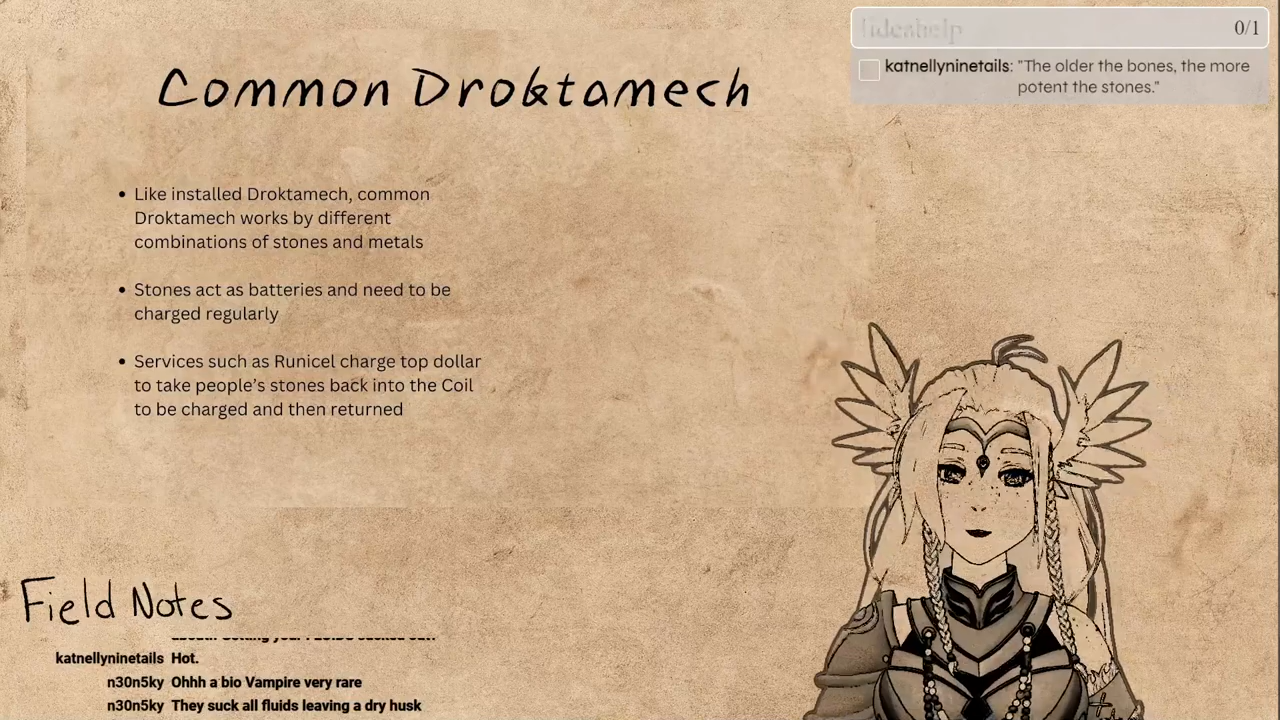 !ideahelp
0/1
katnellyninetails: "The older the bones, the more
potent the stones."
Common Droktamech
• Like installed Droktamech, common
Droktamech works by different
combinations of stones and metals
• Stones act as batteries and need to be
charged regularly
• Services such as Runicel charge top dollar
to take people's stones back into the Coil
to be charged and then returned
Field Notes
katnellyninetails Hot.
n30n5ky Ohhh a bio Vampire very rare
n30n5ky They suck all fluids leaving a dry husk